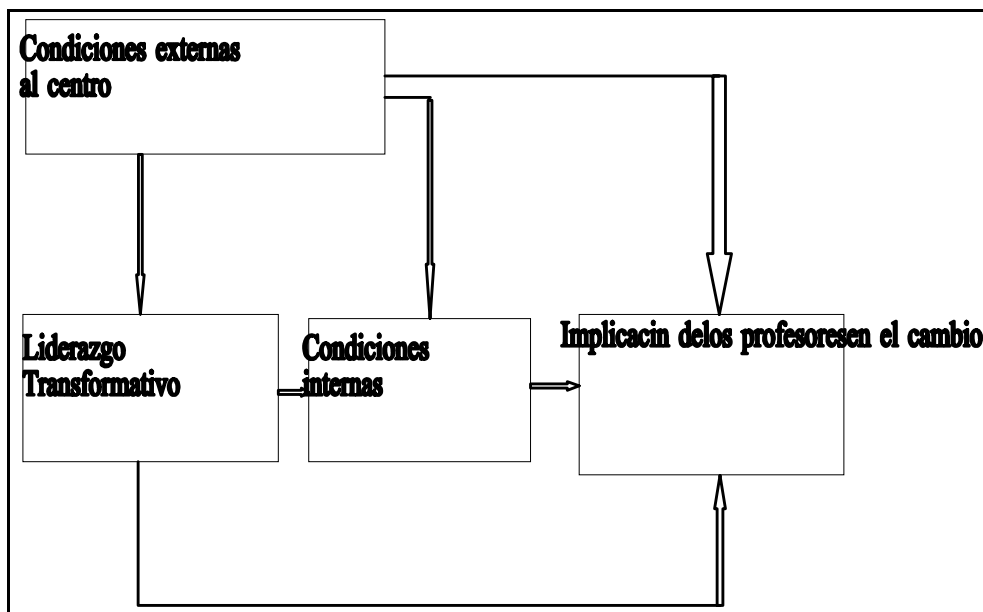 Condiciones externas
al centro
Liderazgo
Transformativo
Condiciones
internas
Implicacin delos profesoresen el cambio